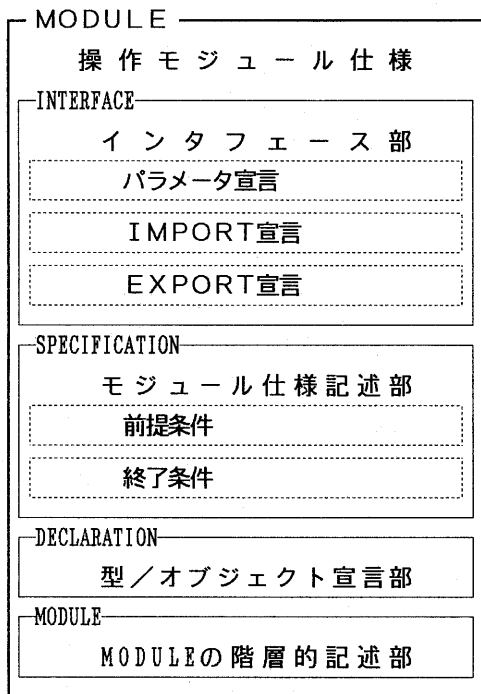 MODULE
操作モジュール仕様
INTERFACE
インタフェース部
パラメータ宣言
IMPORT宣言
EXPORT宣言
SPECIFICATION
モジュール仕様記述部
前提条件
終了条件
DECLARATION
型/オブジェクト宣言部
MODULE
MODULEの階層的記述部